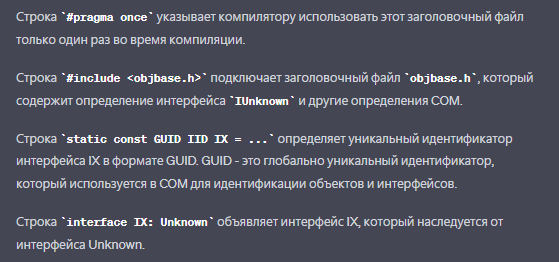 Строка `#pragma once` указывает компилятору использовать этот заголовочный файл
только один раз во время компиляции.
Строка `#include <objbase.h>` подключает заголовочный файл `objbase.h`, который
содержит определение интерфейса `IUnknown` и другие определения COM.
Строка `static const GUID IID IX = ...` определяет уникальный идентификатор
интерфейса IX в формате GUID. GUID - это глобально уникальный идентификатор,
который используется в COM для идентификации объектов и интерфейсов.
Строка `interface IX: Unknown` объявляет интерфейс IX, который наследуется от
интерфейса Unknown.